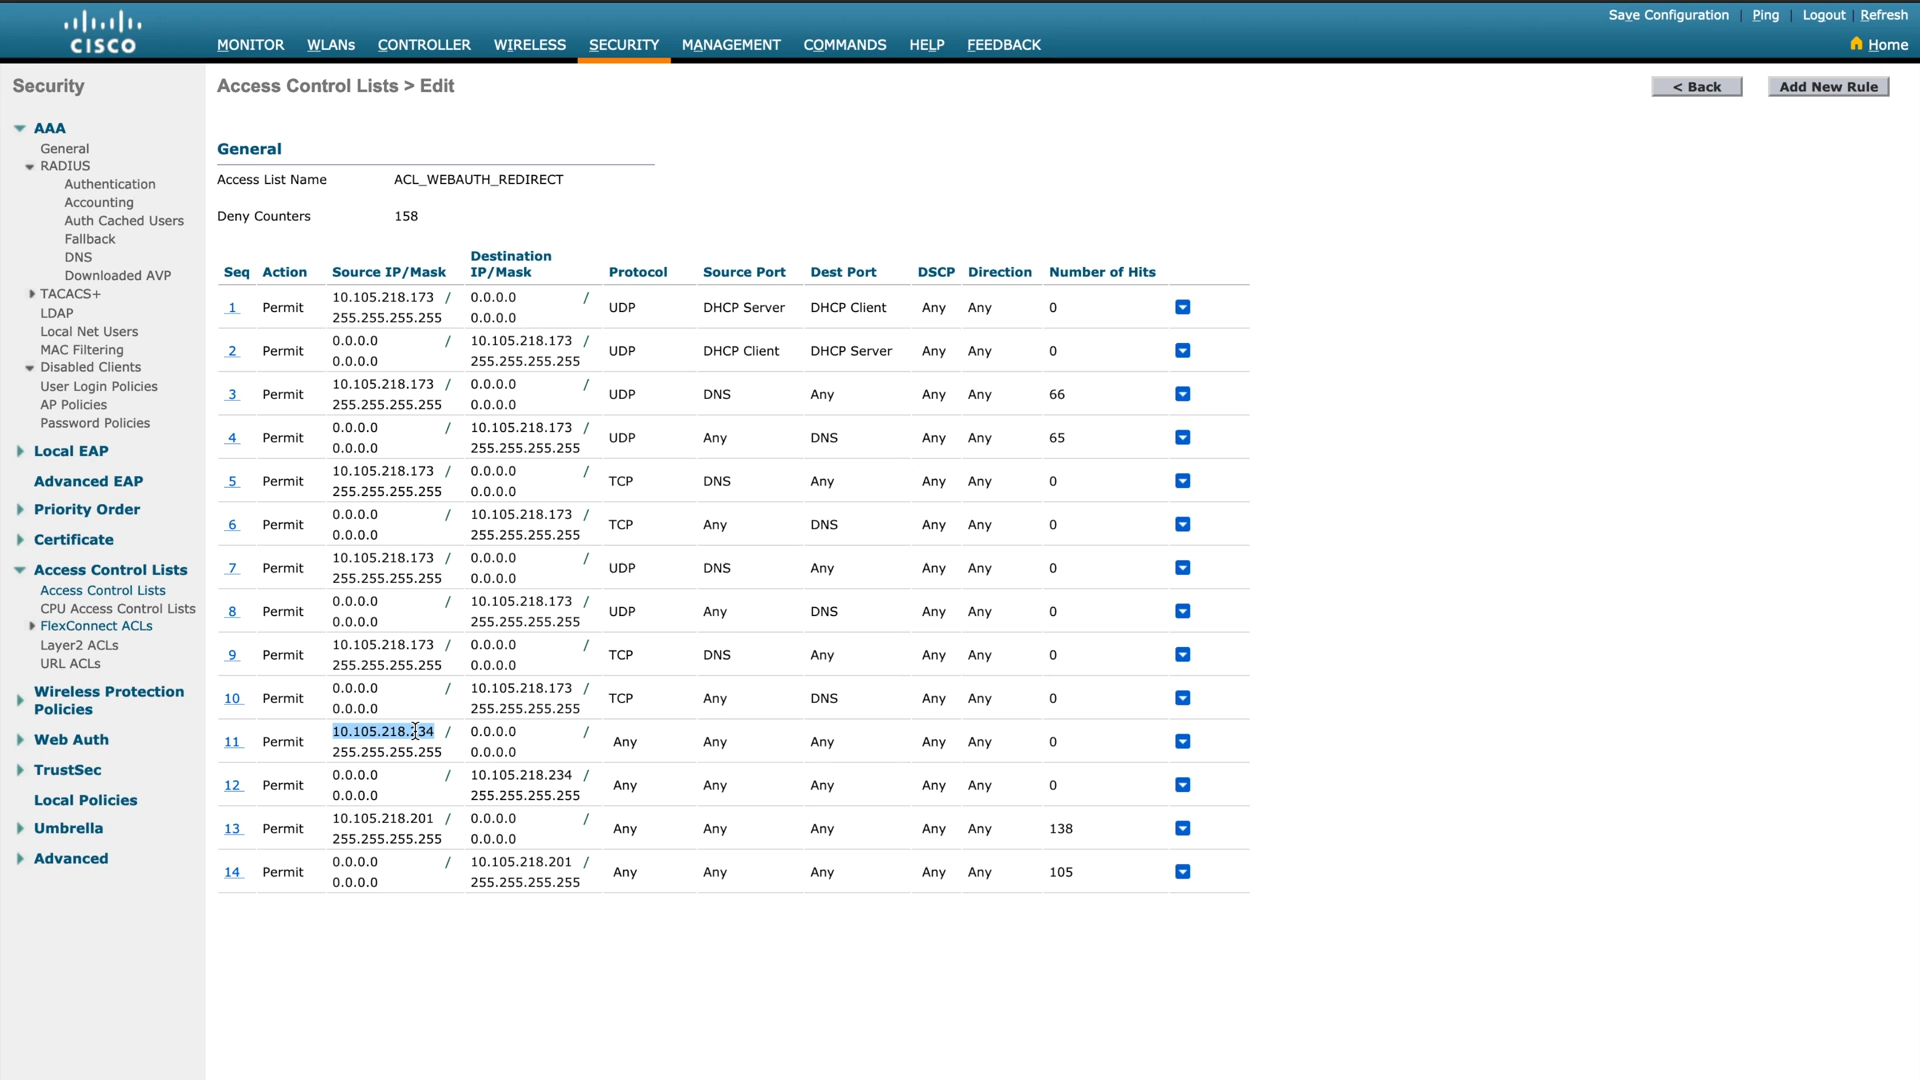 CISCO
MONITOR WLANs CONTROLLER WIRELESS SECURITY MANAGEMENT COMMANDS HELP FEEDBACK
Save Configuration | Ping | Logout | Refresh
Home
Security
AAA
General
RADIUS
Authentication
Accounting
Auth Cached Users
Fallback
DNS
Downloaded AVP
TACACS+
LDAP
Local Net Users
MAC Filtering
Disabled Clients
User Login Policies
AP Policies
Password Policies
Local EAP
Advanced EAP
Priority Order
Certificate
Access Control Lists
Access Control Lists
CPU Access Control Lists
FlexConnect ACLs
Layer2 ACLs
URL ACLs
Wireless Protection
Policies
Web Auth
TrustSec
Local Policies
Umbrella
Advanced
Access Control Lists > Edit
< Back Add New Rule
General
Access List Name ACL_WEBAUTH_REDIRECT
Deny Counters 158
Destination
Seq Action Source IP/Mask IP/Mask Protocol Source Port Dest Port DSCP Direction Number of Hits
10.105.218.173 / 0.0.0.0 /
1 Permit UDP DHCP Server DHCP Client Any Any 0
255.255.255.255 0.0.0.0
0.0.0.0 / 10.105.218.173 /
2 Permit UDP DHCP Client DHCP Server Any Any 0
0.0.0.0 255.255.255.255
10.105.218.173 / 0.0.0.0 /
3 Permit UDP DNS Any Any Any 66
255.255.255.255 0.0.0.0
0.0.0.0 / 10.105.218.173 /
4 Permit UDP Any DNS Any Any 65
0.0.0.0 255.255.255.255
10.105.218.173 / 0.0.0.0 /
5 Permit TCP DNS Any Any Any 0
255.255.255.255 0.0.0.0
0.0.0.0 / 10.105.218.173 /
6 Permit TCP Any DNS Any Any 0
0.0.0.0 255.255.255.255
10.105.218.173 / 0.0.0.0 /
7 Permit UDP DNS Any Any Any 0
255.255.255.255 0.0.0.0
0.0.0.0 / 10.105.218.173 /
8 Permit UDP Any DNS Any Any 0
0.0.0.0 255.255.255.255
10.105.218.173 / 0.0.0.0 /
9 Permit TCP DNS Any Any Any 0
255.255.255.255 0.0.0.0
0.0.0.0 / 10.105.218.173 /
10 Permit TCP Any DNS Any Any 0
0.0.0.0 255.255.255.255
10.105.218.234 / 0.0.0.0 /
11 Permit Any Any Any Any Any 0
255.255.255.255 0.0.0.0
0.0.0.0 / 10.105.218.234 /
12 Permit Any Any Any Any Any 0
0.0.0.0 255.255.255.255
10.105.218.201 / 0.0.0.0 /
13 Permit Any Any Any Any Any 138
255.255.255.255 0.0.0.0
0.0.0.0 / 10.105.218.201 /
14 Permit Any Any Any Any Any 105
0.0.0.0 255.255.255.255